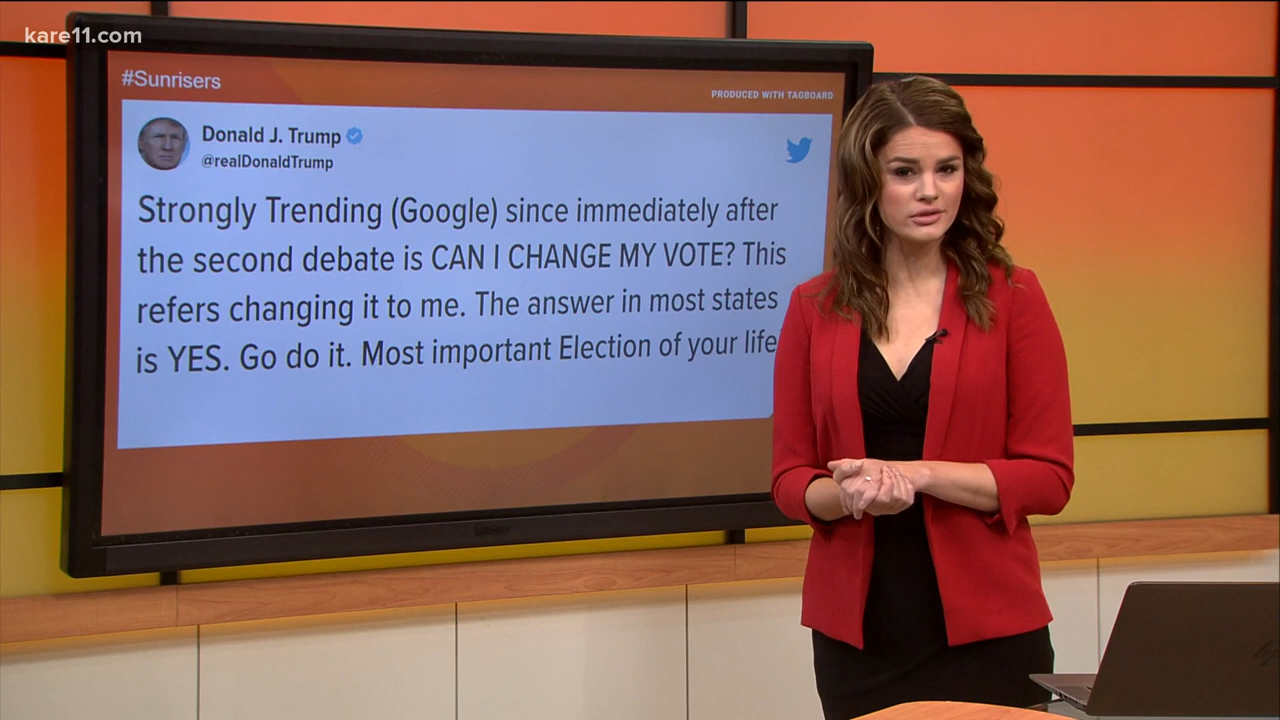 kare11.com
#Sunrisers
PRODUCED WITH TAGBOARD
Donald J. Trump
@realDonaldTrump
Strongly Trending (Google) since immediately after
the second debate is CAN I CHANGE MY VOTE? This
refers changing it to me. The answer in most states
is YES. Go do it. Most important Election of your life